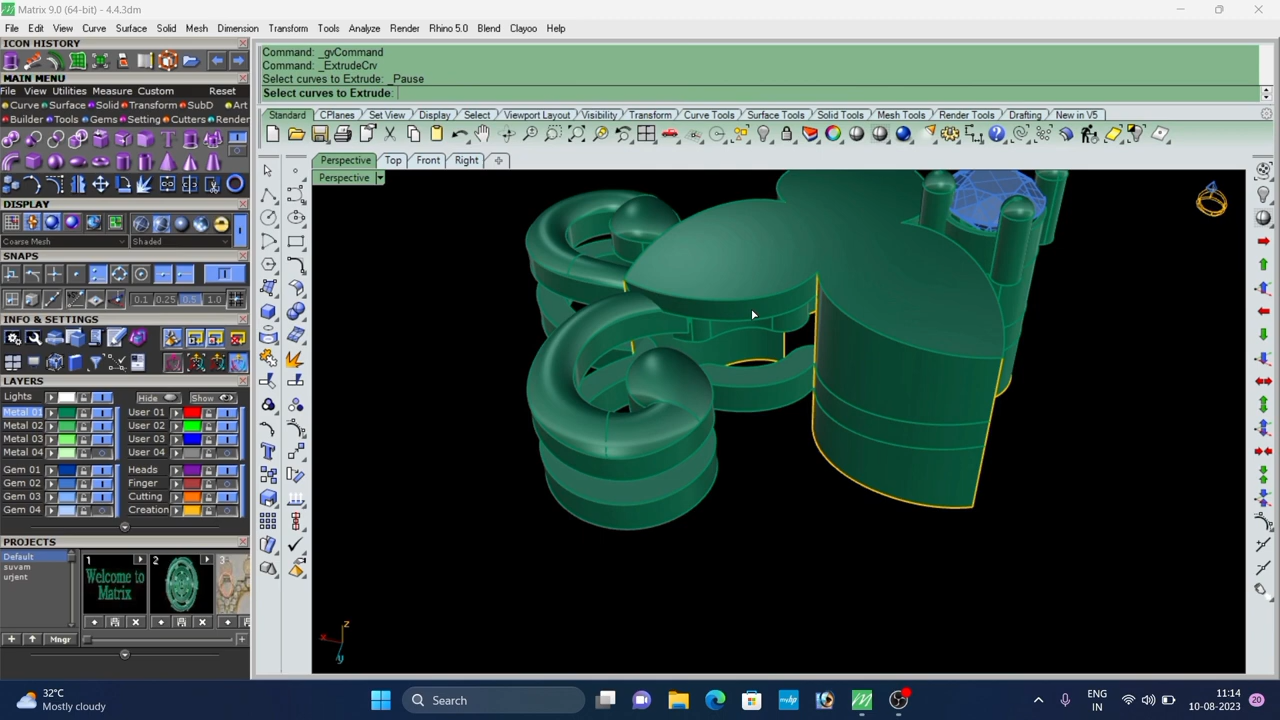 Matrix 9.0 (64-bit) - 4.4.3dm
File Edit View Curve Surface Solid Mesh Dimension Transform Tools Analyze Render Rhino 5.0 Blend Clayoo Help
ICON HISTORY
MAIN MENU
File View Utilities Measure Custom Reset
Curve Surface Solid Transform SubD Art
Builder Tools Gems Setting Cutters Render
DISPLAY
Coarse Mesh Shaded
SNAPS
0.1 0.25 0.5 1.0
INFO & SETTINGS
LAYERS
Lights Hide Show
Metal 01 User 01
Metal 02 User 02
Metal 03 User 03
Metal 04 User 04
Gem 01 Heads
Gem 02 Finger
Gem 03 Cutting
Gem 04 Creation
PROJECTS
Default
suvam
urjent
1 Welcome to Matrix
2
3
Mngr
Command: _gvCommand
Command: _ExtrudeCrv
Select curves to Extrude: _Pause
Select curves to Extrude:
Standard CPlanes Set View Display Select Viewport Layout Visibility Transform Curve Tools Surface Tools Solid Tools Mesh Tools Render Tools Drafting New in V5
Perspective Top Front Right
Perspective
z
x
y
32°C
Mostly cloudy
Search
ENG
IN
11:14
10-08-2023
20